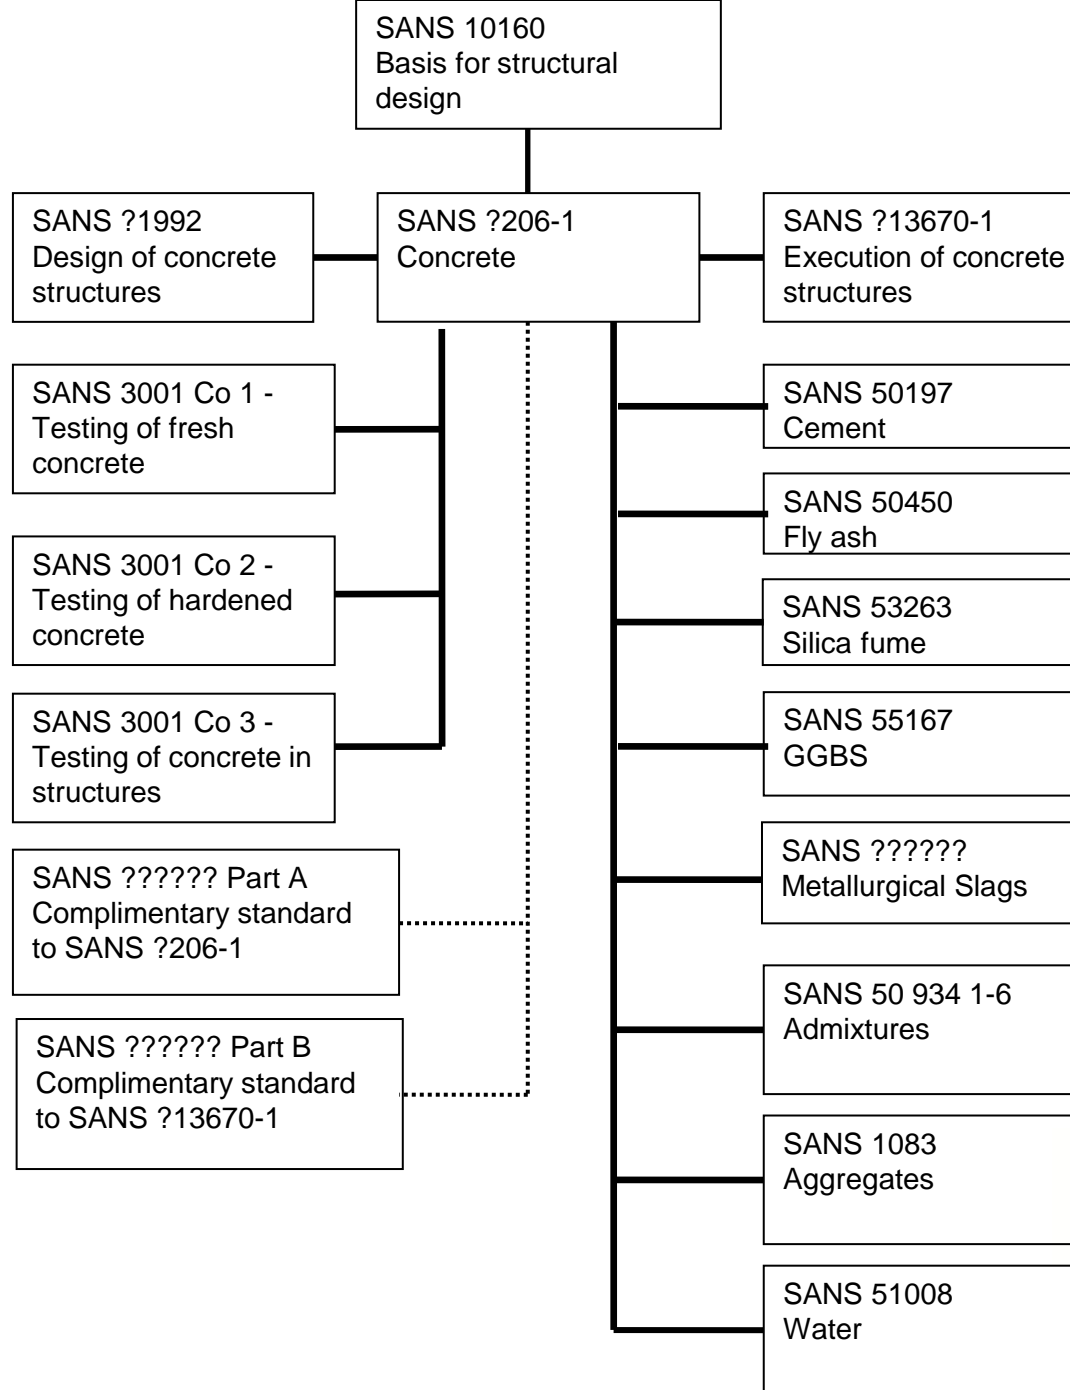 SANS 10160
Basis for structural
design
SANS ?1992
Design of concrete
structures
SANS ?206-1
Concrete
SANS ?13670-1
Execution of concrete
structures
SANS 3001 Co 1 -
Testing of fresh
concrete
SANS 3001 Co 2 -
Testing of hardened
concrete
SANS 3001 Co 3 -
Testing of concrete in
structures
SANS ?????? Part A
Complimentary standard
to SANS ?206-1
SANS ?????? Part B
Complimentary standard
to SANS ?13670-1
SANS 50197
Cement
SANS 50450
Fly ash
SANS 53263
Silica fume
SANS 55167
GGBS
SANS ??????
Metallurgical Slags
SANS 50 934 1-6
Admixtures
SANS 1083
Aggregates
SANS 51008
Water